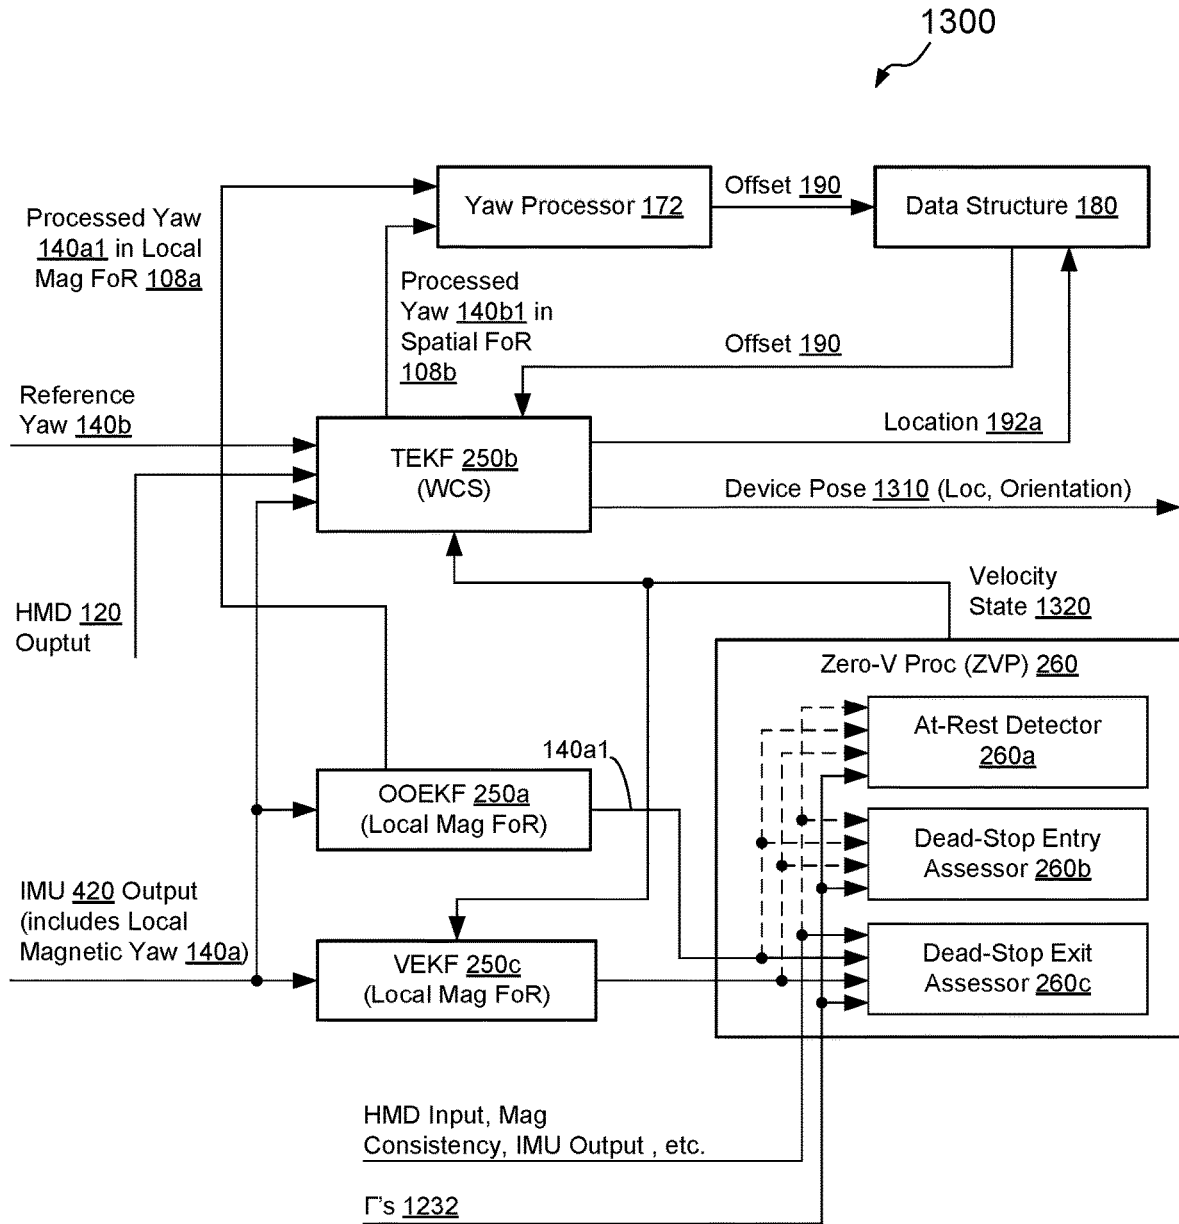 1300
Yaw Processor 172
Offset 190
Data Structure 180
Processed Yaw
140a1 in Local
Mag FoR 108a
Processed
Yaw 140b1 in
Spatial FoR
108b
Offset 190
Reference
Yaw 140b
TEKF 250b
(WCS)
Location 192a
Device Pose 1310 (Loc, Orientation)
HMD 120
Ouptut
Velocity
State 1320
Zero-V Proc (ZVP) 260
At-Rest Detector
260a
140a1
OOEKF 250a
(Local Mag FoR)
Dead-Stop Entry
Assessor 260b
IMU 420 Output
(includes Local
Magnetic Yaw 140a)
VEKF 250c
(Local Mag FoR)
Dead-Stop Exit
Assessor 260c
HMD Input, Mag
Consistency, IMU Output , etc.
Γ's 1232